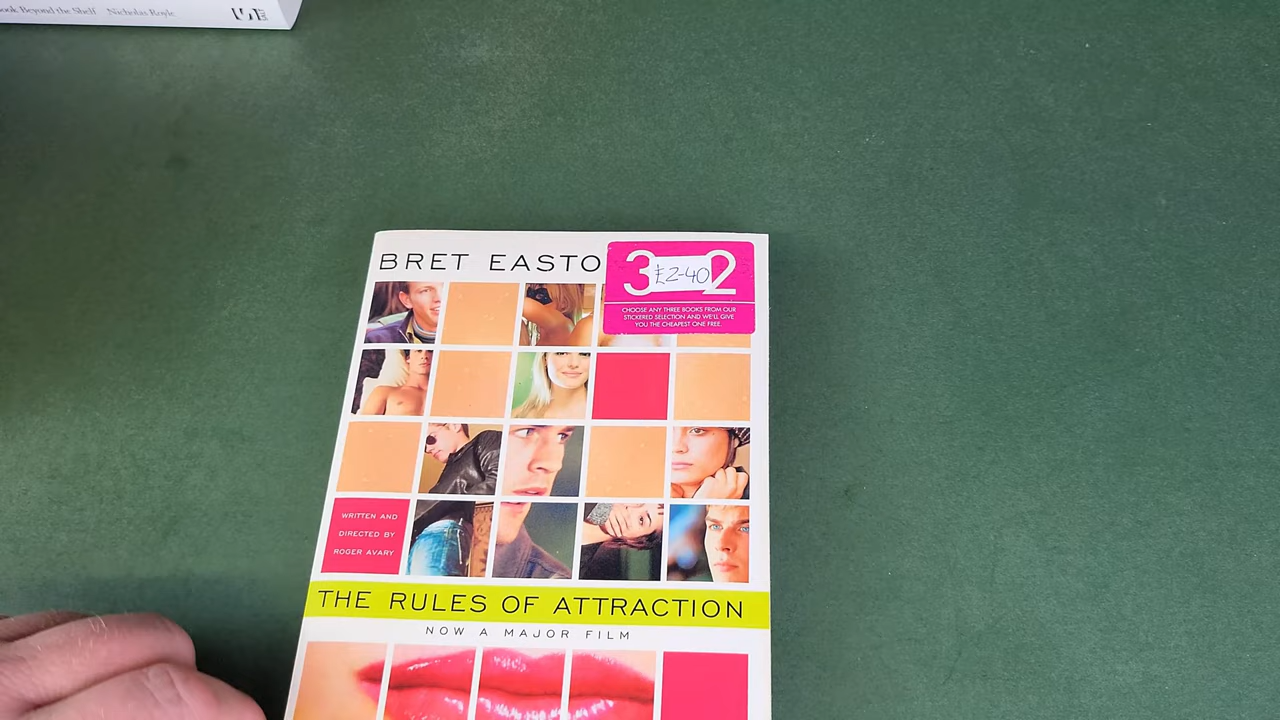 ook Beyond the Shelf Nicholas Royle
BRET EASTO
3 £2-40 2
CHOOSE ANY THREE BOOKS FROM OUR
STICKERED SELECTION AND WE'LL GIVE
YOU THE CHEAPEST ONE FREE.
WRITTEN AND
DIRECTED BY
ROGER AVARY
THE RULES OF ATTRACTION
NOW A MAJOR FILM